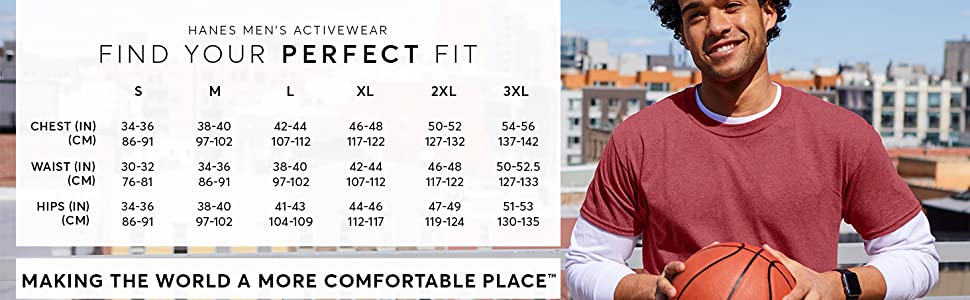 HANES MEN'S ACTIVEWEAR
FIND YOUR PERFECT FIT
S M L XL 2XL 3XL
CHEST (IN) 34-36 38-40 42-44 46-48 50-52 54-56
(CM) 86-91 97-102 107-112 117-122 127-132 137-142
WAIST (IN) 30-32 34-36 38-40 42-44 46-48 50-52.5
(CM) 76-81 86-91 97-102 107-112 117-122 127-133
HIPS (IN) 34-36 38-40 41-43 44-46 47-49 51-53
(CM) 86-91 97-102 104-109 112-117 119-124 130-135
MAKING THE WORLD A MORE COMFORTABLE PLACE™